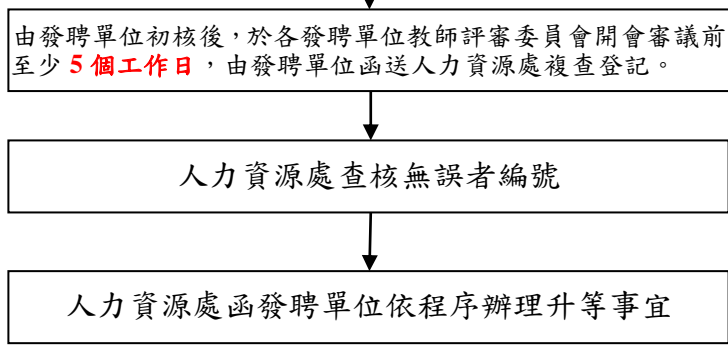 由發聘單位初核後，於各發聘單位教師評審委員會開會審議前
至少 5 個工作日，由發聘單位函送人力資源處複查登記。
人力資源處查核無誤者編號
人力資源處函發聘單位依程序辦理升等事宜